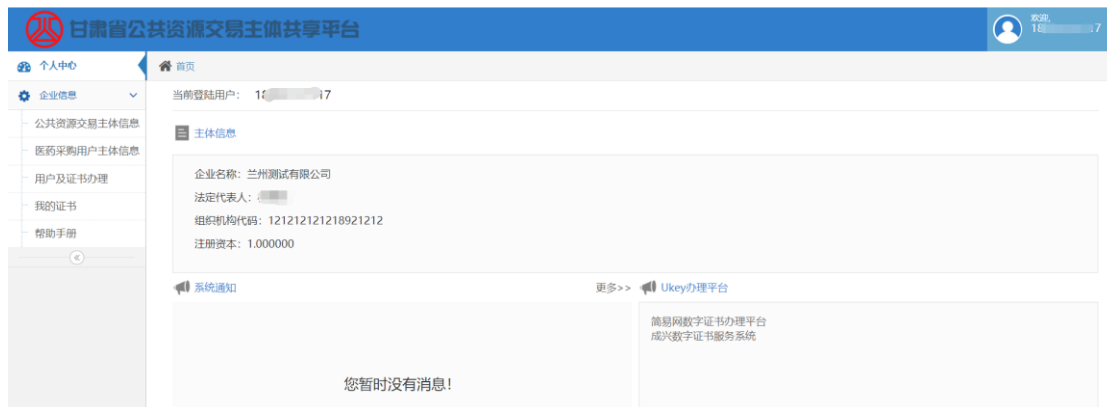 甘肃省公共资源交易主体共享平台
欢迎,
个人中心
首页
企业信息
当前登陆用户：
公共资源交易主体信息
主体信息
医药采购用户主体信息
企业名称：兰州测试有限公司
用户及证书办理
法定代表人：
我的证书
组织机构代码：121212121218921212
帮助手册
注册资本：1.000000
系统通知
更多>>
Ukey办理平台
简易网数字证书办理平台
成兴数字证书服务系统
您暂时没有消息！